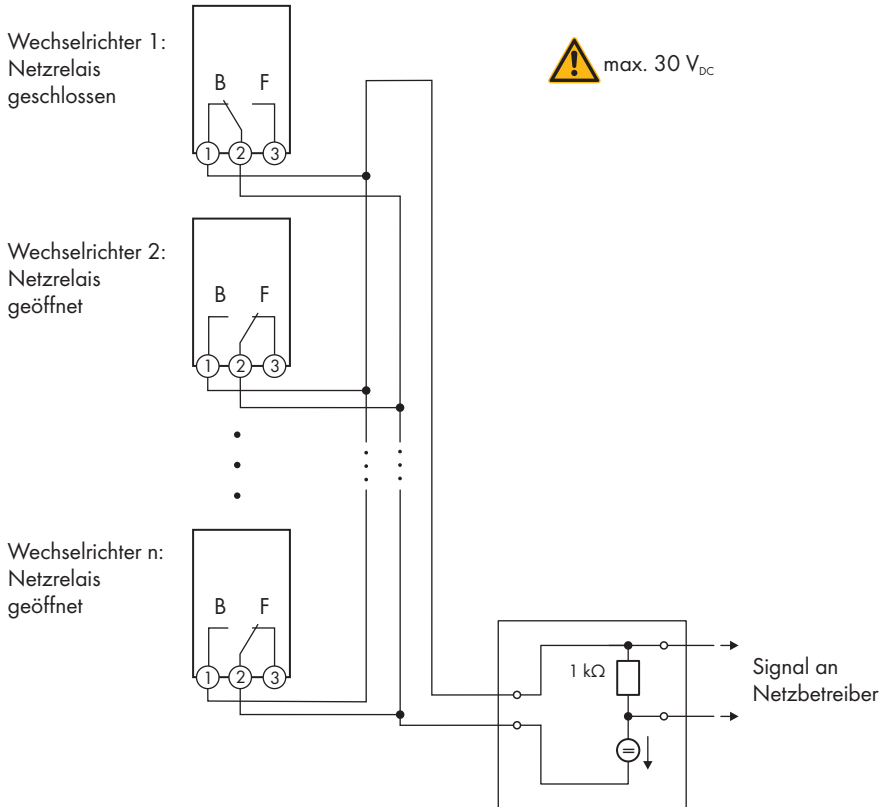 Wechselrichter 1:
Netzrelais
geschlossen
B F
1 2 3
max. 30 VDC
Wechselrichter 2:
Netzrelais
geöffnet
B F
1 2 3
Wechselrichter n:
Netzrelais
geöffnet
B F
1 2 3
1 kΩ
Signal an
Netzbetreiber